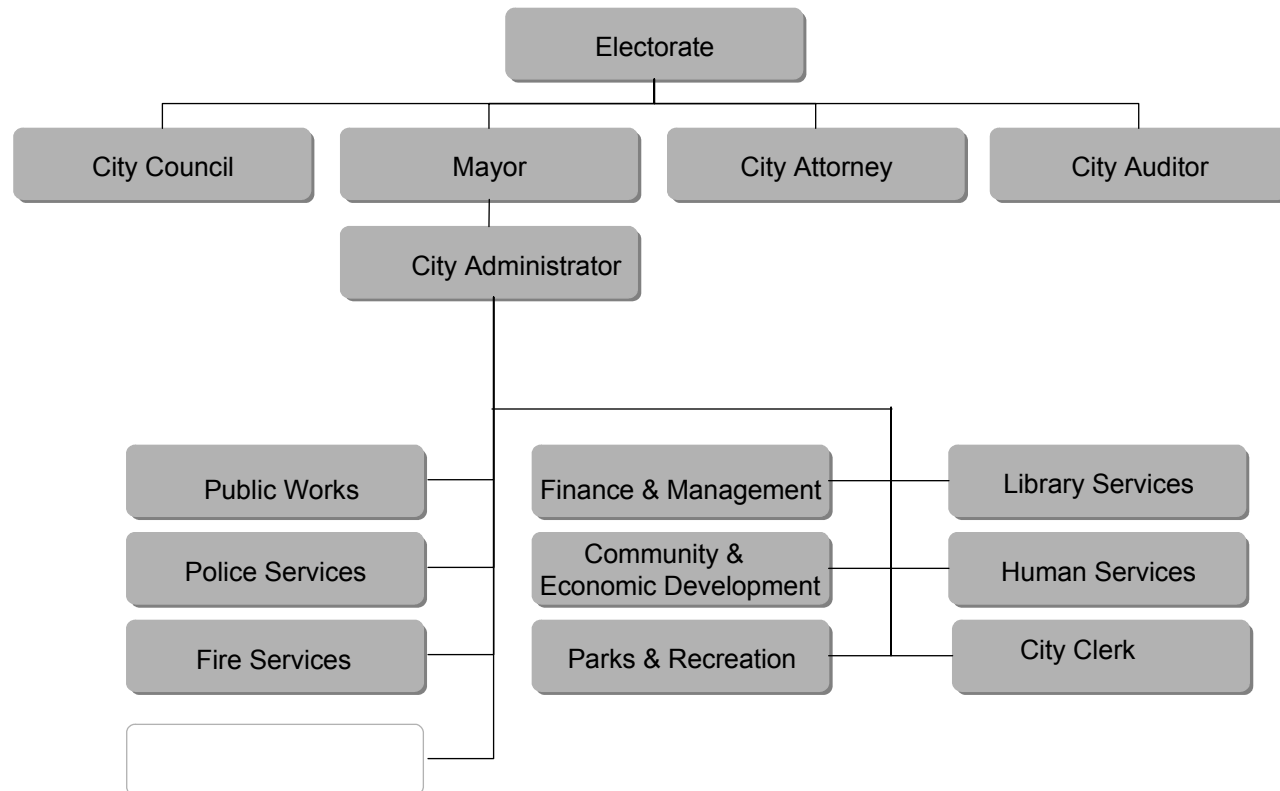 Electorate
City Council
Mayor
City Attorney
City Auditor
City Administrator
Public Works
Finance & Management
Library Services
Police Services
Community &
Economic Development
Human Services
Fire Services
Parks & Recreation
City Clerk